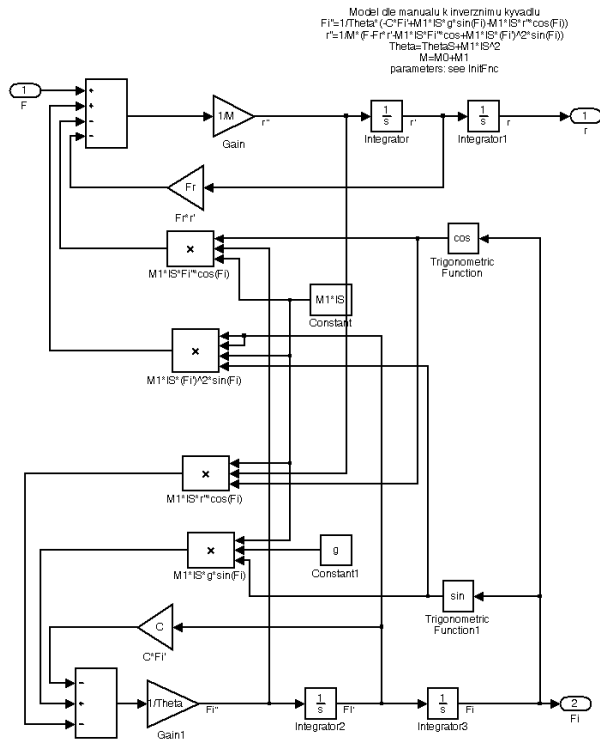 Model dle manualu k inverznimu kyvadlu
Fi''=1/Theta*(-C*Fi'+M1*lS*g*sin(Fi)-M1*lS*r''*cos(Fi))
r''=1/M*(F-Fr*r'-M1*lS*Fi''*cos+M1*lS*(Fi')^2*sin(Fi))
Theta=ThetaS+M1*lS^2
M=M0+M1
parameters: see InitFnc
1
F
+
+
−
−
1/M
Gain
r''
1
s
Integrator
r'
1
s
Integrator1
r
1
r
Fr
Fr*r'
×
M1*lS*Fi''*cos(Fi)
cos
Trigonometric
Function
M1*lS
Constant
×
M1*lS*(Fi')^2*sin(Fi)
×
M1*lS*r''*cos(Fi)
×
M1*lS*g*sin(Fi)
g
Constant1
sin
Trigonometric
Function1
C
C*Fi'
−
+
−
1/Theta
Gain1
Fi''
1
s
Integrator2
Fi'
1
s
Integrator3
Fi
2
Fi